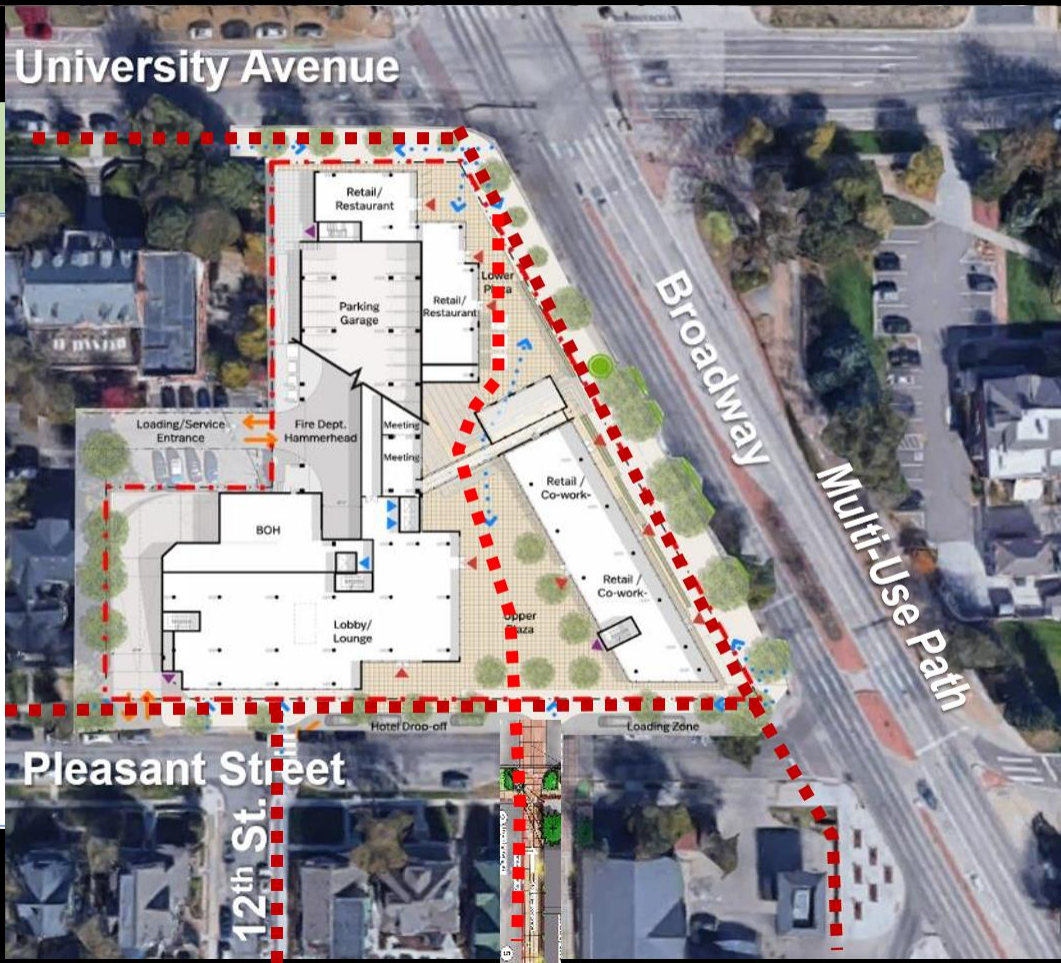 University Avenue
Retail/
Restaurant
Lower
Plaza
Parking
Garage
Retail/
Restaurant
Broadway
Loading/Service
Entrance
Fire Dept.
Hammerhead
Meeting
Meeting
Retail /
Co-work-
Multi-Use Path
BOH
Retail /
Co-work-
Lobby/
Lounge
Upper
Plaza
Hotel Drop-off
Loading Zone
Pleasant Street
12th St.